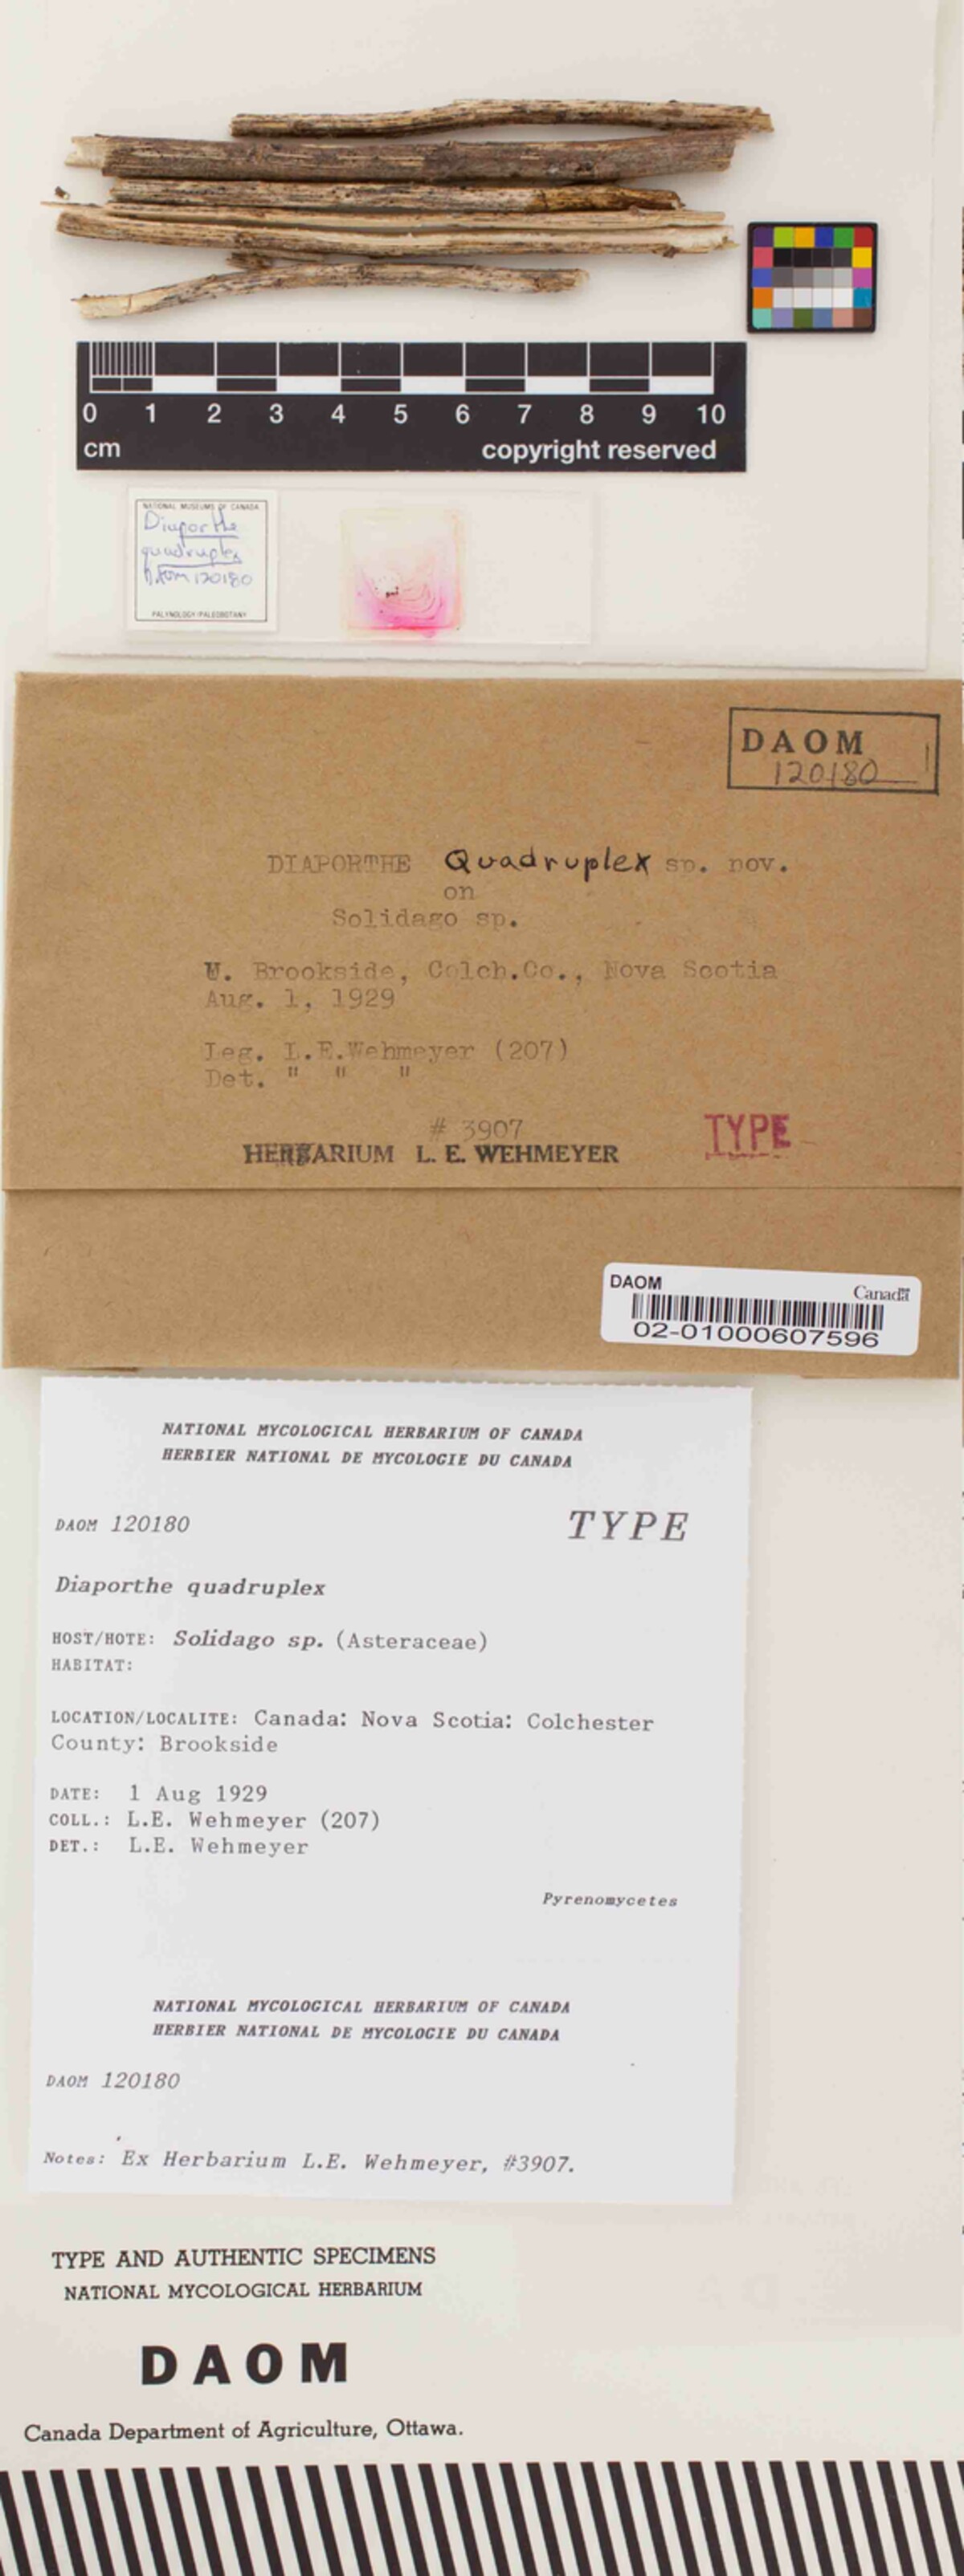 0 1 2 3 4 5 6 7 8 9 10
cm copyright reserved
NATIONAL MUSEUMS OF CANADA
Diaporthe
quadruplex
DAOM 120180
PALYNOLOGY/PALEOBOTANY
DAOM
120180
DIAPORTHE Quadruplex sp. nov.
on
Solidago sp.
W. Brookside, Colch.Co., Nova Scotia
Aug. 1, 1929
Leg. L.E.Wehmeyer (207)
Det. " " "
# 3907
HERBARIUM L. E. WEHMEYER
TYPE
DAOM
Canada
02-01000607596
NATIONAL MYCOLOGICAL HERBARIUM OF CANADA
HERBIER NATIONAL DE MYCOLOGIE DU CANADA
DAOM 120180
TYPE
Diaporthe quadruplex
HOST/HOTE: Solidago sp. (Asteraceae)
HABITAT:
LOCATION/LOCALITE: Canada: Nova Scotia: Colchester
County: Brookside
DATE: 1 Aug 1929
COLL.: L.E. Wehmeyer (207)
DET.: L.E. Wehmeyer
Pyrenomycetes
NATIONAL MYCOLOGICAL HERBARIUM OF CANADA
HERBIER NATIONAL DE MYCOLOGIE DU CANADA
DAOM 120180
Notes: Ex Herbarium L.E. Wehmeyer, #3907.
TYPE AND AUTHENTIC SPECIMENS
NATIONAL MYCOLOGICAL HERBARIUM
DAOM
Canada Department of Agriculture, Ottawa.